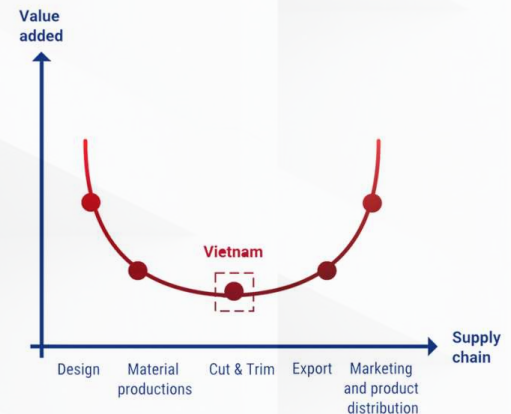 Value
added
Vietnam
Supply
chain
Design
Material
productions
Cut & Trim
Export
Marketing
and product
distribution